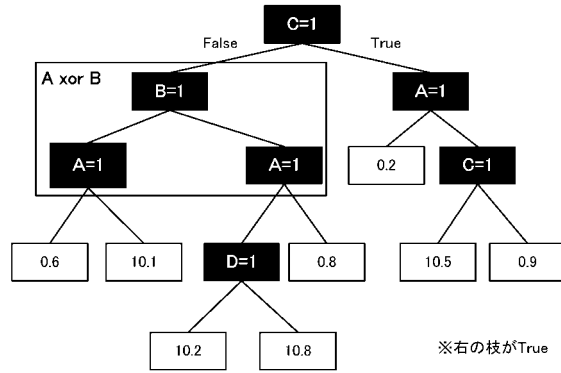 C=1
False
True
A xor B
B=1
A=1
A=1
A=1
0.2
C=1
0.6
10.1
D=1
0.8
10.5
0.9
10.2
10.8
※右の枝がTrue